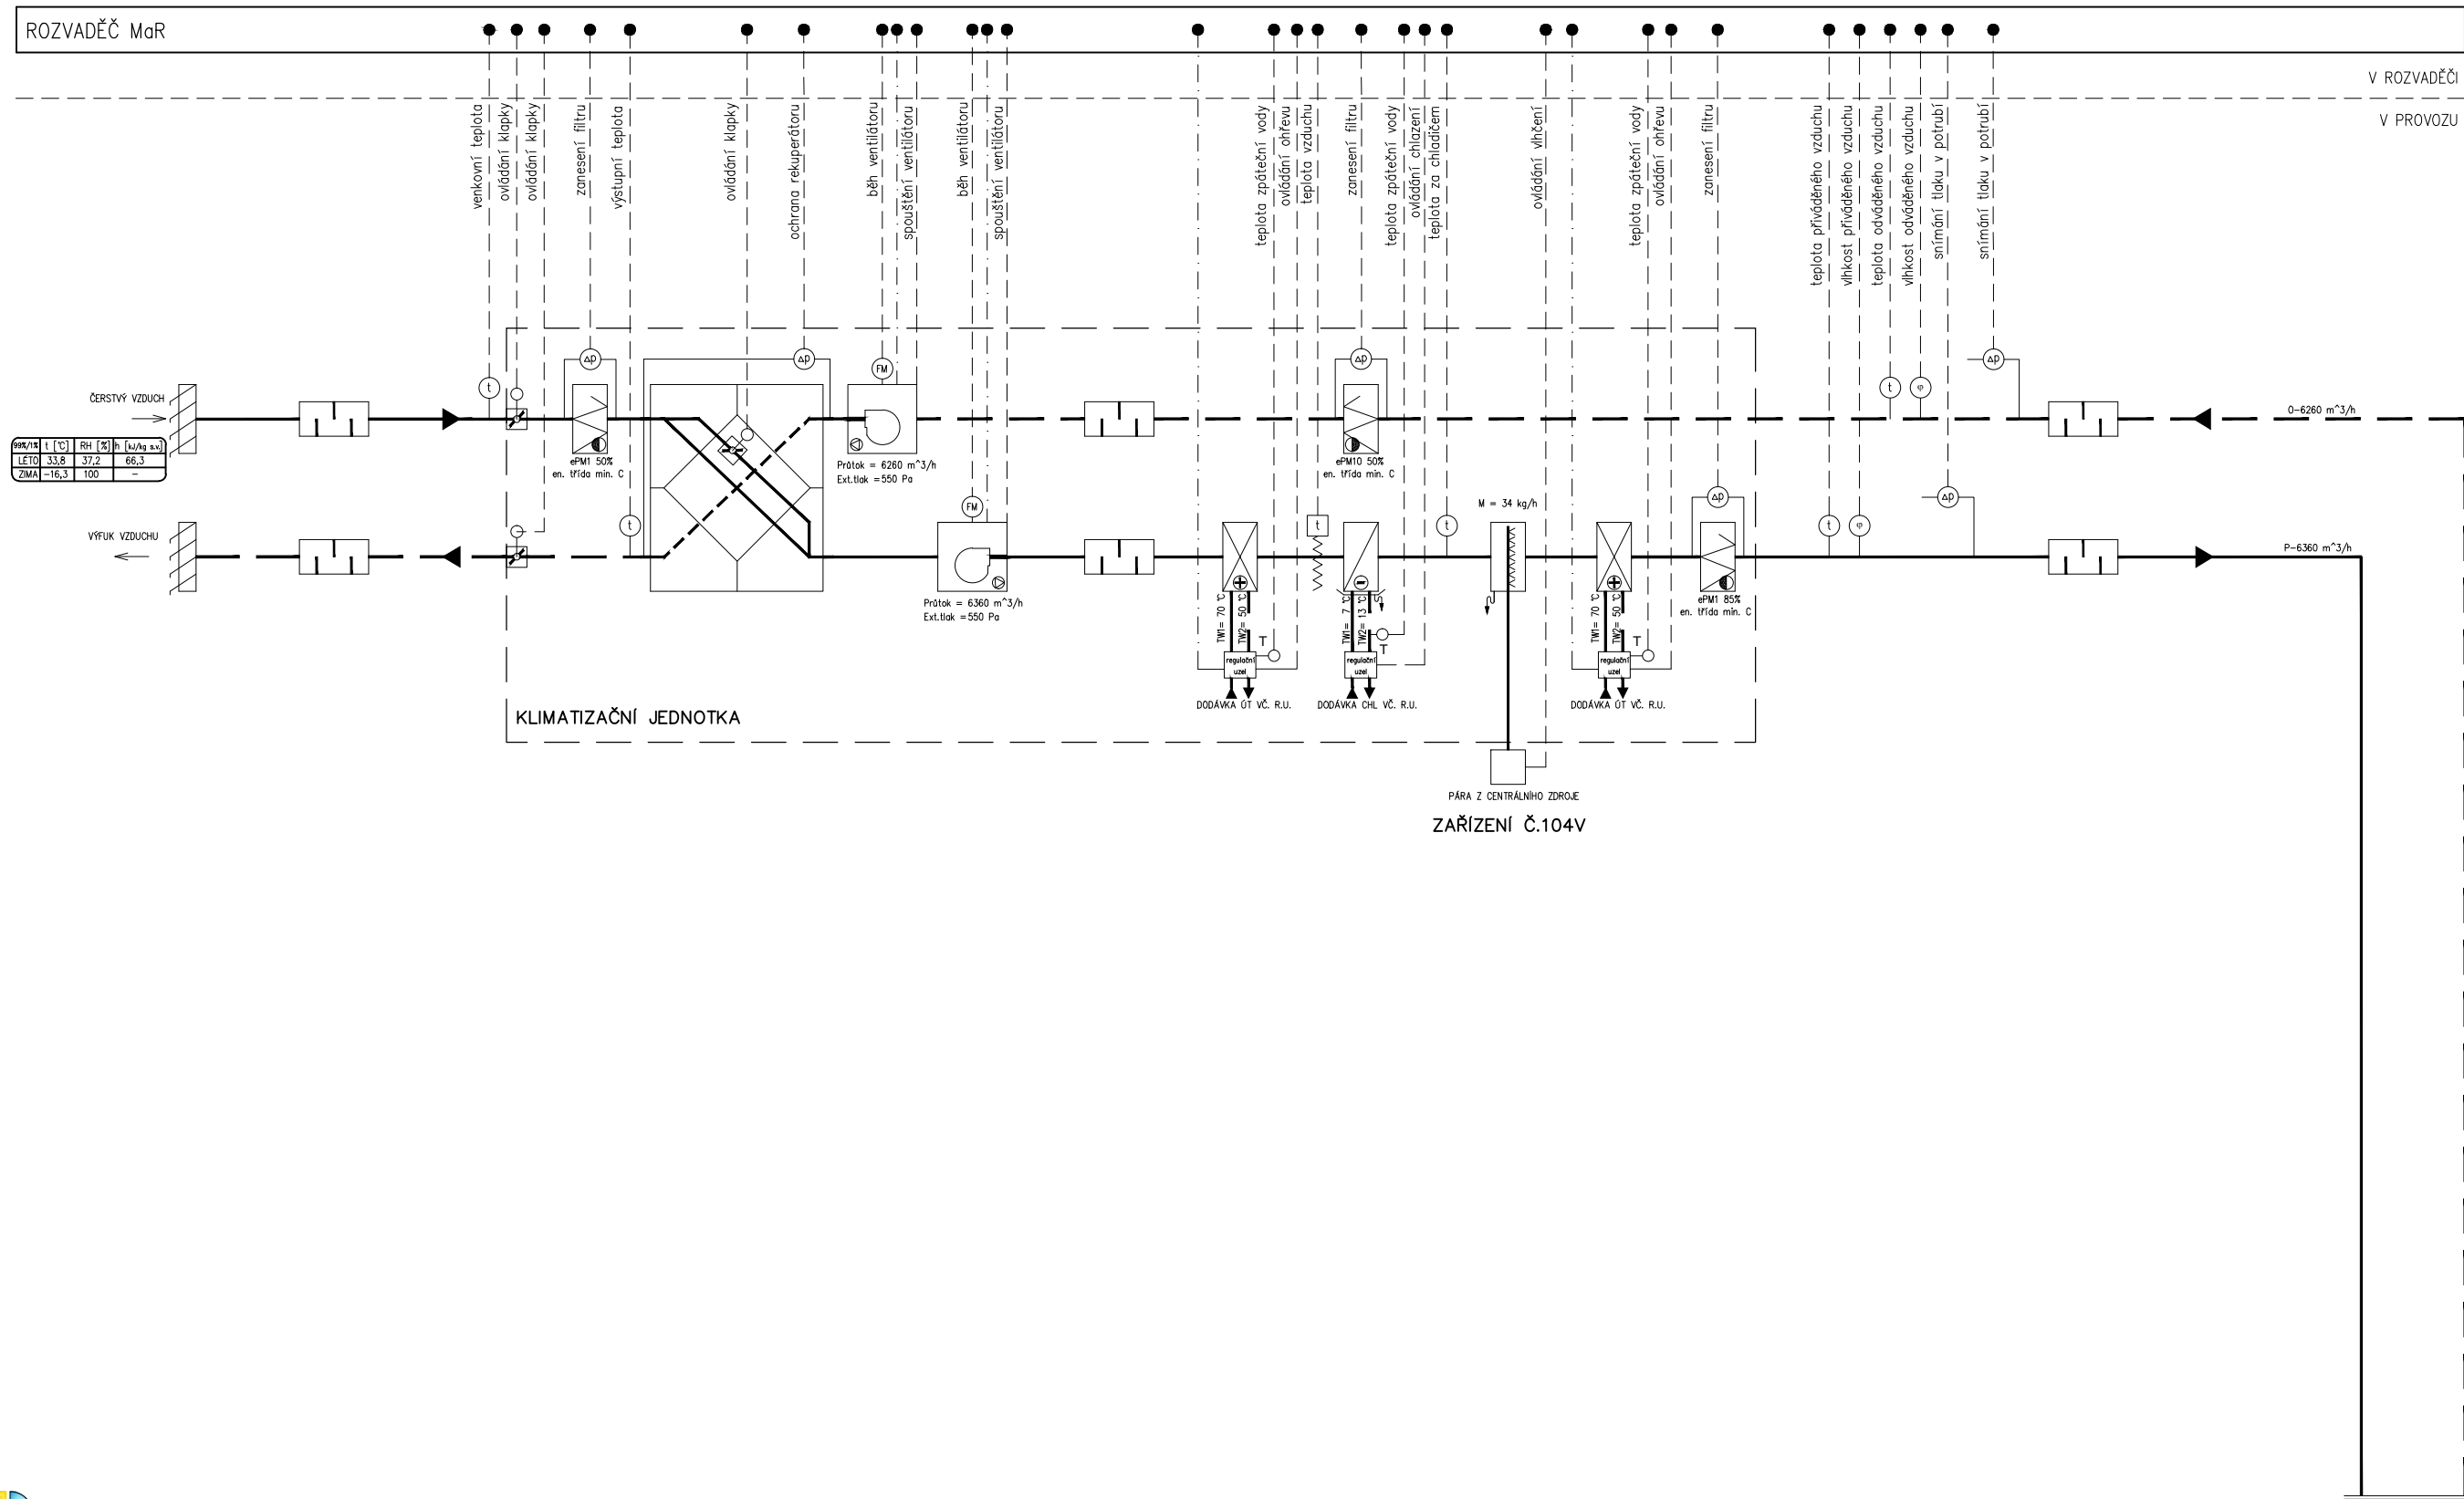 ROZVADĚČ MaR
V ROZVADĚČI
V PROVOZU
venkovní teplota
ovládání klapky
ovládání klapky
zanesení filtru
výstupní teplota
ovládání klapky
ochrana rekuperátoru
běh ventilátoru
spouštění ventilátoru
běh ventilátoru
spouštění ventilátoru
teplota zpáteční vody
ovládání ohřevu
teplota vzduchu
zanesení filtru
teplota zpáteční vody
ovládání chlazení
teplota za chladičem
ovládání vlhčení
teplota zpáteční vody
ovládání ohřevu
zanesení filtru
teplota přiváděného vzduchu
vlhkost přiváděného vzduchu
teplota odváděného vzduchu
vlhkost odváděného vzduchu
snímání tlaku v potrubí
snímání tlaku v potrubí
Δp
Δp
Δp
Δp
FM
t
t
φ
ČERSTVÝ VZDUCH
O-6260 m^3/h
99%/1% t [°C] RH [%] h [kJ/kg s.v.]
LÉTO 33,8 37,2 66,3
ZIMA -16,3 100 -
ePM1 50%
en. třída min. C
Průtok = 6260 m^3/h
Ext.tlak =550 Pa
ePM10 50%
en. třída min. C
Δp
Δp
FM
M = 34 kg/h
t
t
t
t
φ
VÝFUK VZDUCHU
P-6360 m^3/h
Průtok = 6360 m^3/h
Ext.tlak =550 Pa
ePM1 85%
en. třída min. C
TW1= 70 °C
TW2= 50 °C
T
TW1= 7 °C
TW2= 13 °C
T
TW1= 70 °C
TW2= 50 °C
T
regulační
uzel
regulační
uzel
regulační
uzel
DODÁVKA ÚT VČ. R.U.
DODÁVKA CHL VČ. R.U.
DODÁVKA ÚT VČ. R.U.
KLIMATIZAČNÍ JEDNOTKA
PÁRA Z CENTRÁLNÍHO ZDROJE
ZAŘÍZENÍ Č.104V